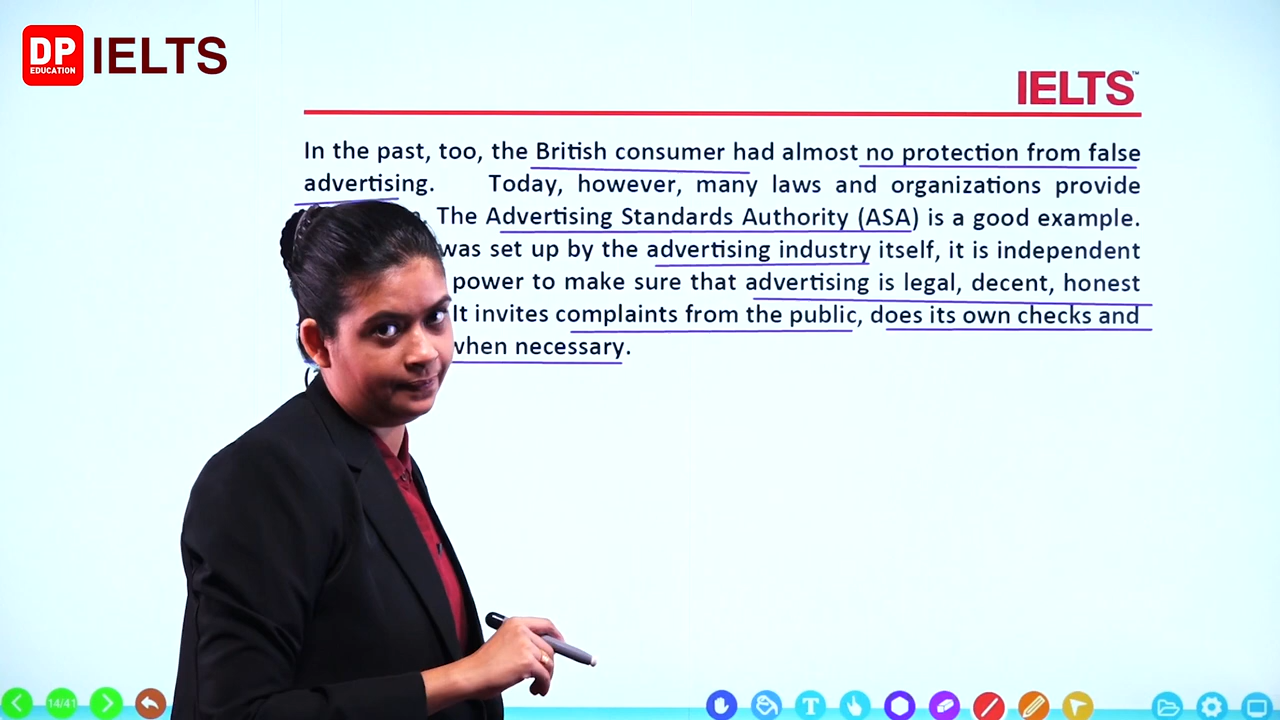 DP
EDUCATION
IELTS
IELTS™
In the past, too, the British consumer had almost no protection from false
advertising. Today, however, many laws and organizations provide
. The Advertising Standards Authority (ASA) is a good example.
was set up by the advertising industry itself, it is independent
power to make sure that advertising is legal, decent, honest
It invites complaints from the public, does its own checks and
when necessary.
14/41
T